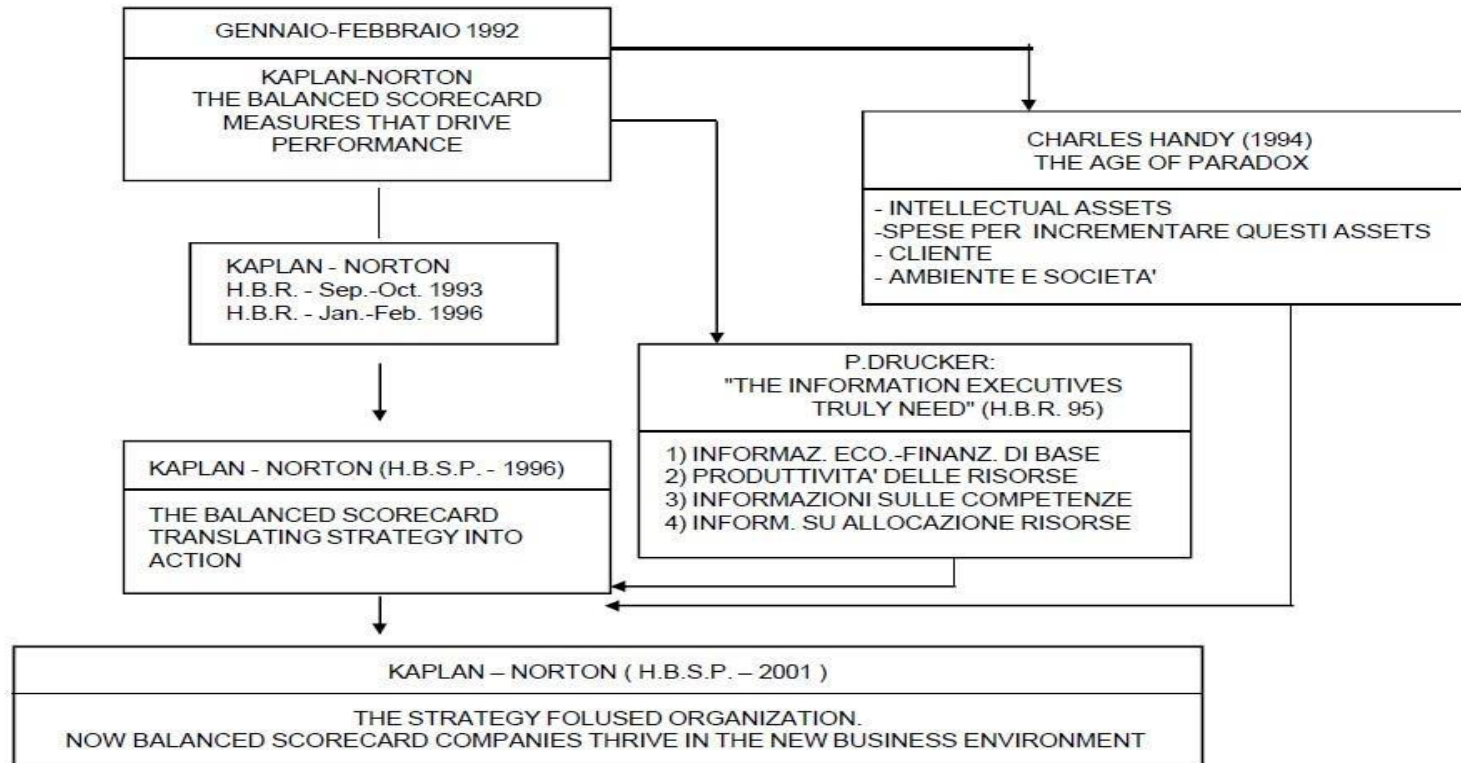 GENNAIO-FEBBRAIO 1992
KAPLAN-NORTON
THE BALANCED SCORECARD
MEASURES THAT DRIVE
PERFORMANCE
CHARLES HANDY (1994)
THE AGE OF PARADOX
- INTELLECTUAL ASSETS
-SPESE PER INCREMENTARE QUESTI ASSETS
- CLIENTE
- AMBIENTE E SOCIETA'
KAPLAN - NORTON
H.B.R. - Sep.-Oct. 1993
H.B.R. - Jan.-Feb. 1996
P.DRUCKER:
"THE INFORMATION EXECUTIVES
TRULY NEED" (H.B.R. 95)
1) INFORMAZ. ECO.-FINANZ. DI BASE
2) PRODUTTIVITA' DELLE RISORSE
3) INFORMAZIONI SULLE COMPETENZE
4) INFORM. SU ALLOCAZIONE RISORSE
KAPLAN - NORTON (H.B.S.P. - 1996)
THE BALANCED SCORECARD
TRANSLATING STRATEGY INTO
ACTION
KAPLAN – NORTON ( H.B.S.P. – 2001 )
THE STRATEGY FOLUSED ORGANIZATION.
NOW BALANCED SCORECARD COMPANIES THRIVE IN THE NEW BUSINESS ENVIRONMENT